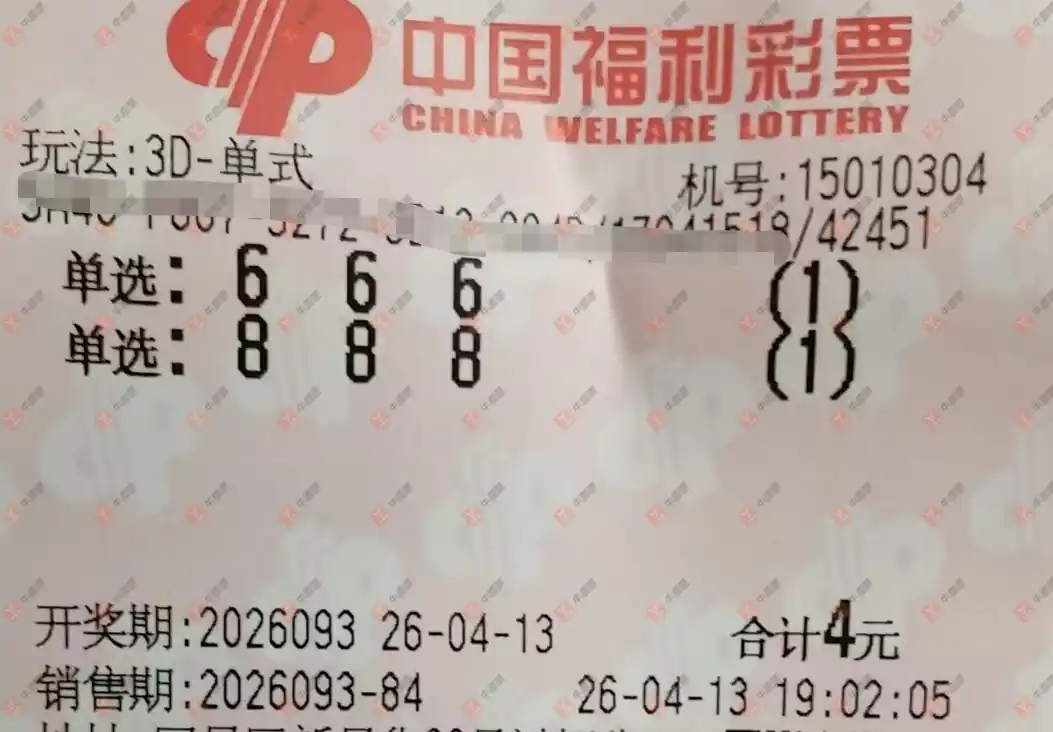 中国福利彩票
CHINA WELFARE LOTTERY
玩法:3D-单式
机号:15010304
/42451
单选: 6 6 6 (1)
单选: 8 8 8 (1)
开奖期:2026093 26-04-13 合计4元
销售期:2026093-84 26-04-13 19:02:05